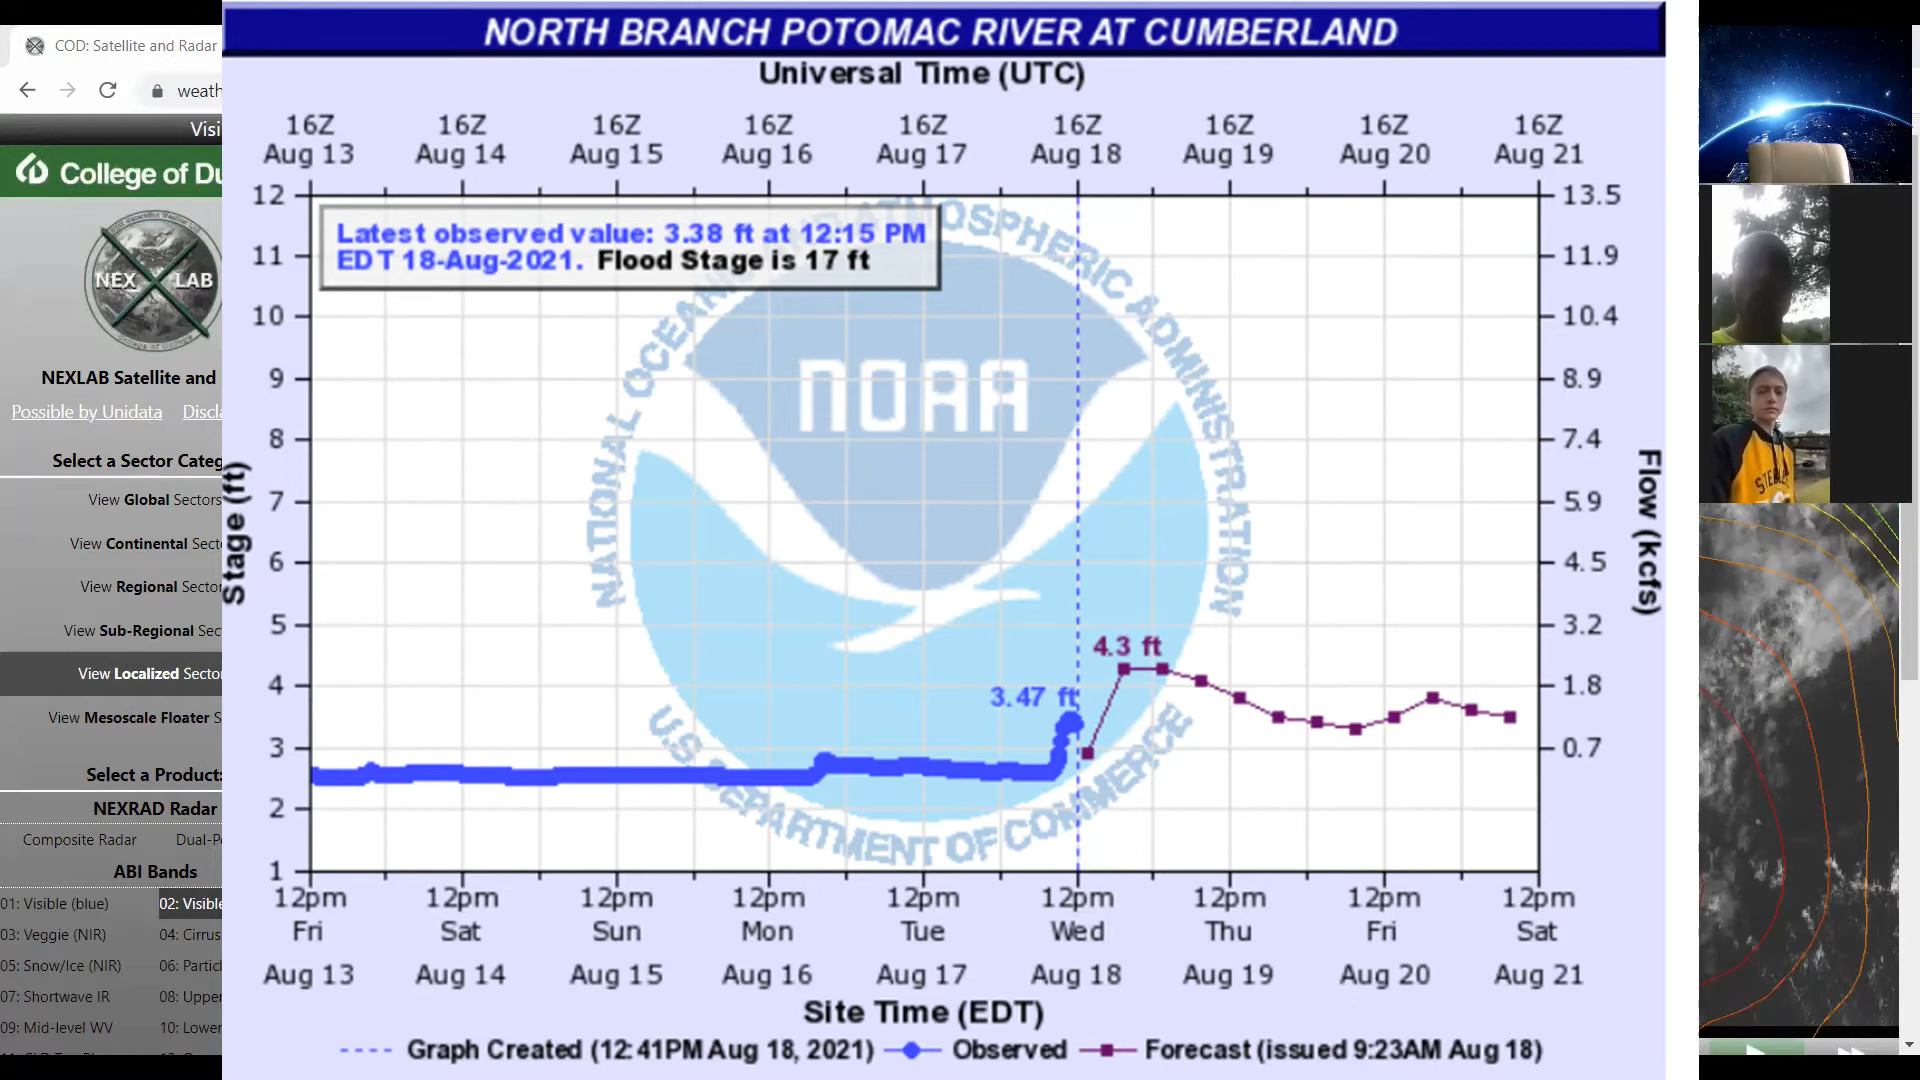 NORTH BRANCH POTOMAC RIVER AT CUMBERLAND
Universal Time (UTC)
16Z 16Z 16Z 16Z 16Z 16Z 16Z 16Z 16Z
Aug 13 Aug 14 Aug 15 Aug 16 Aug 17 Aug 18 Aug 19 Aug 20 Aug 21
Latest observed value: 3.38 ft at 12:15 PM
EDT 18-Aug-2021. Flood Stage is 17 ft
12 13.5
11 11.9
10 10.4
9 8.9
8 7.4
7 5.9
6 4.5
5 3.2
4 1.8
3 0.7
2
1
Stage (ft)
Flow (kcfs)
NATIONAL OCEANIC AND ATMOSPHERIC ADMINISTRATION
NOAA
U.S. DEPARTMENT OF COMMERCE
4.3 ft
3.47 ft
12pm 12pm 12pm 12pm 12pm 12pm 12pm 12pm 12pm
Fri Sat Sun Mon Tue Wed Thu Fri Sat
Aug 13 Aug 14 Aug 15 Aug 16 Aug 17 Aug 18 Aug 19 Aug 20 Aug 21
Site Time (EDT)
Graph Created (12:41PM Aug 18, 2021) Observed Forecast (issued 9:23AM Aug 18)
COD: Satellite and Radar
weath
Visi
College of Du
NEX LAB
NEXLAB Satellite and
Possible by Unidata Discla
Select a Sector Categ
View Global Sectors
View Continental Sect
View Regional Sector
View Sub-Regional Sec
View Localized Sector
View Mesoscale Floater S
Select a Product:
NEXRAD Radar
Composite Radar Dual-Po
ABI Bands
01: Visible (blue) 02: Visible
03: Veggie (NIR) 04: Cirrus
05: Snow/Ice (NIR) 06: Particl
07: Shortwave IR 08: Upper
09: Mid-level WV 10: Lower